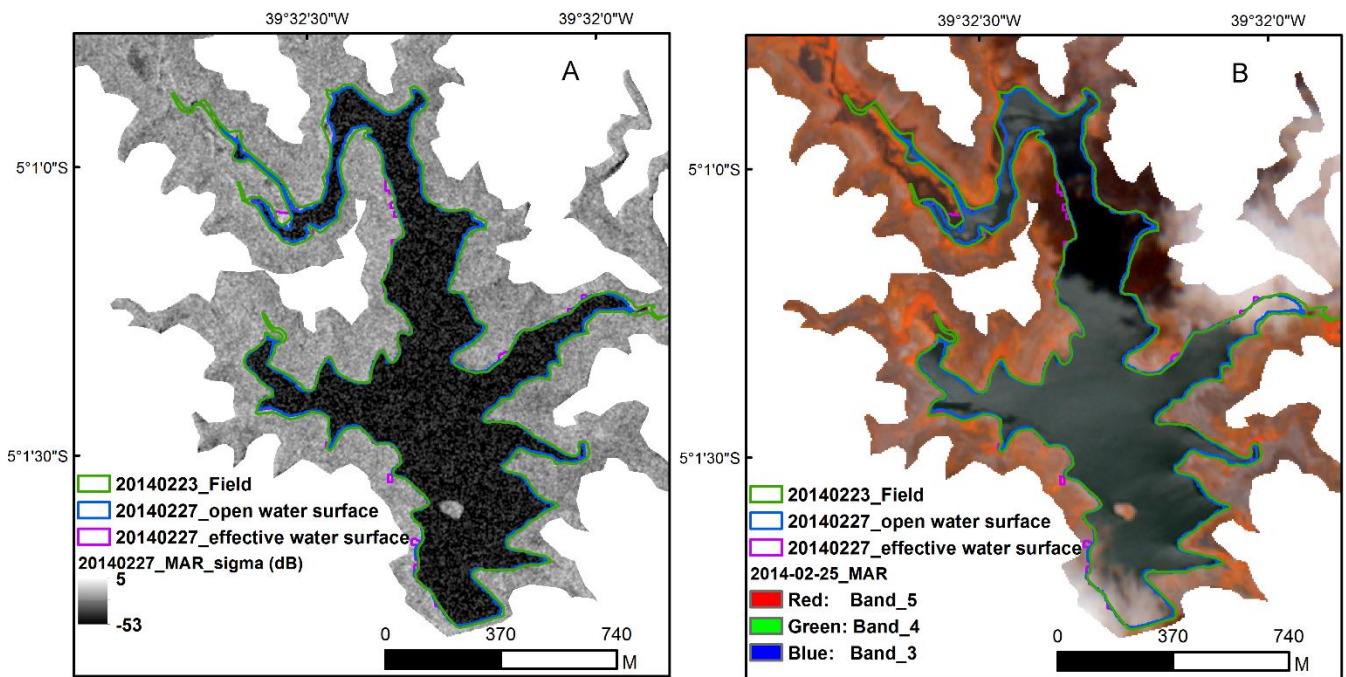 39°32'30"W
39°32'0"W
A
5°1'0"S
5°1'30"S
20140223_Field
20140227_open water surface
20140227_effective water surface
20140227_MAR_sigma (dB)
5
-53
0 370 740
M
39°32'30"W
39°32'0"W
B
5°1'0"S
5°1'30"S
20140223_Field
20140227_open water surface
20140227_effective water surface
2014-02-25_MAR
Red: Band_5
Green: Band_4
Blue: Band_3
0 370 740
M